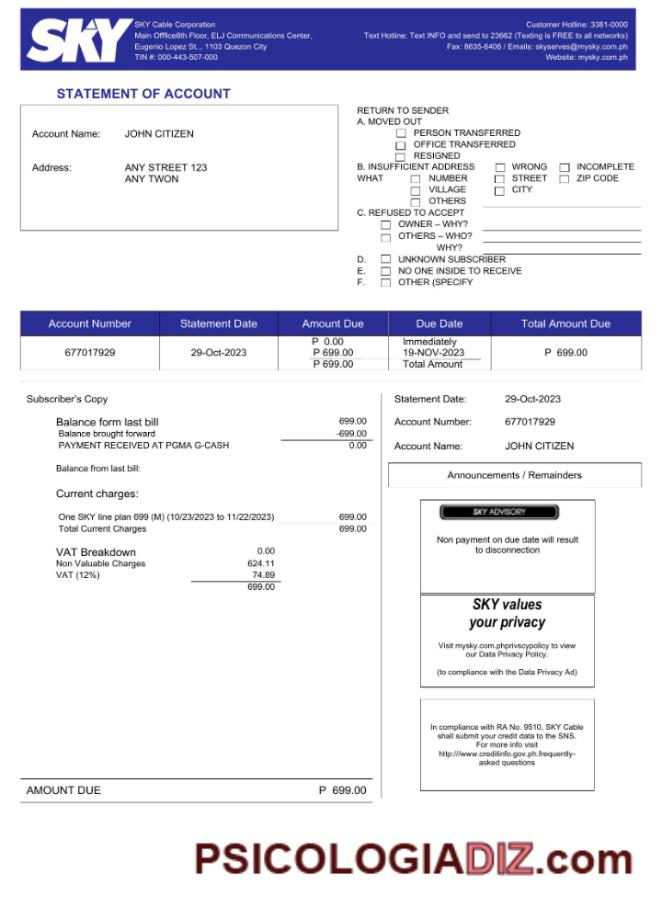 SKY
SKY Cable Corporation
Main Offfice6th Floor, ELJ Communications Center,
Eugenio Lopez St.., 1103 Quezon City
TIN #: 000-443-507-000
Customer Hotline: 3381-0000
Text Hotline: Text INFO and send to 23662 (Texting is FREE to all networks)
Fax: 8635-6406 / Emails: skyserves@mysky.com.ph
Website: mysky.com.ph
STATEMENT OF ACCOUNT
Account Name: JOHN CITIZEN
Address: ANY STREET 123
ANY TWON
RETURN TO SENDER
A. MOVED OUT
PERSON TRANSFERRED
OFFICE TRANSFERRED
RESIGNED
B. INSUFFICIENT ADDRESS WRONG INCOMPLETE
WHAT NUMBER STREET ZIP CODE
VILLAGE CITY
OTHERS
C. REFUSED TO ACCEPT
OWNER – WHY?
OTHERS – WHO?
WHY?
D. UNKNOWN SUBSCRIBER
E. NO ONE INSIDE TO RECEIVE
F. OTHER (SPECIFY
Account Number Statement Date Amount Due Due Date Total Amount Due
P 0.00 Immediately
677017929 29-Oct-2023 P 699.00 19-NOV-2023 P 699.00
P 699.00 Total Amount
Subscriber's Copy
Balance form last bill 699.00
Balance brought forward -699.00
PAYMENT RECEIVED AT PGMA G-CASH 0.00
Balance from last bill:
Current charges:
One SKY line plan 699 (M) (10/23/2023 to 11/22/2023) 699.00
Total Current Charges 699.00
VAT Breakdown 0.00
Non Valuable Charges 624.11
VAT (12%) 74.89
699.00
AMOUNT DUE P 699.00
Statement Date: 29-Oct-2023
Account Number: 677017929
Account Name: JOHN CITIZEN
Announcements / Remainders
SKY ADVISORY
Non payment on due date will result
to disconnection
SKY values
your privacy
Visit mysky.com.phprivscypolicy to view
our Data Privacy Policy.
(to compliance with the Data Privacy Ad)
In compliance with RA No. 9510, SKY Cable
shall submit your credit data to the SNS.
For more info visit
http:///www.creditinfo.gov.ph.frequently-
asked questions
PSICOLOGIADIZ.com